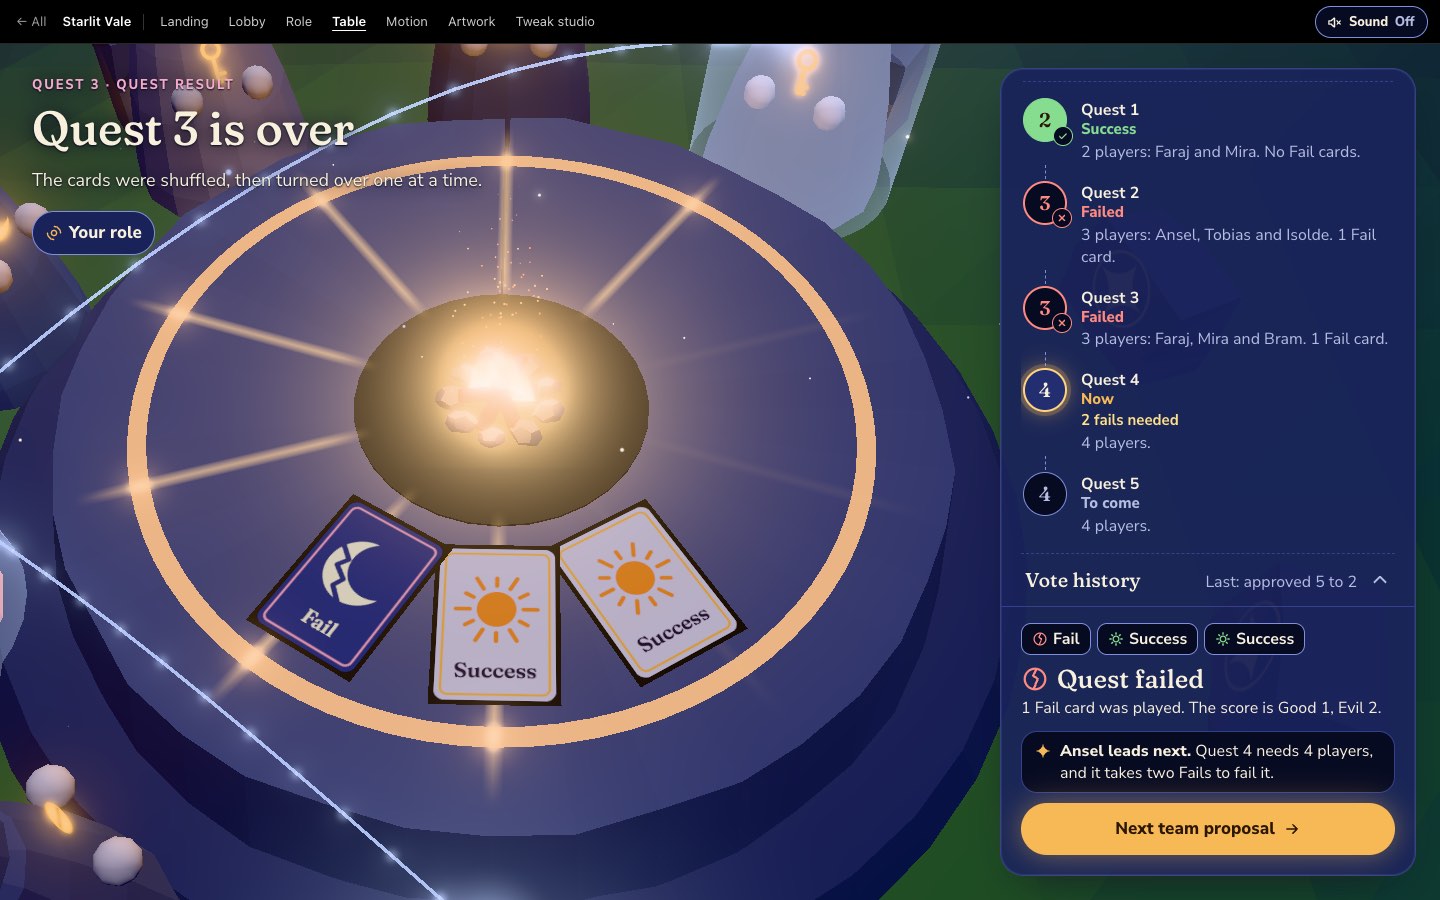 ← All Starlit Vale Landing Lobby Role Table Motion Artwork Tweak studio Sound Off
QUEST 3 · QUEST RESULT
Quest 3 is over
The cards were shuffled, then turned over one at a time.
Your role
Fail
Success
Success
2 Quest 1
Success
2 players: Faraj and Mira. No Fail cards.
3 Quest 2
Failed
3 players: Ansel, Tobias and Isolde. 1 Fail
card.
3 Quest 3
Failed
3 players: Faraj, Mira and Bram. 1 Fail card.
4 Quest 4
Now
2 fails needed
4 players.
4 Quest 5
To come
4 players.
Vote history Last: approved 5 to 2
Fail Success Success
Quest failed
1 Fail card was played. The score is Good 1, Evil 2.
Ansel leads next. Quest 4 needs 4 players,
and it takes two Fails to fail it.
Next team proposal →